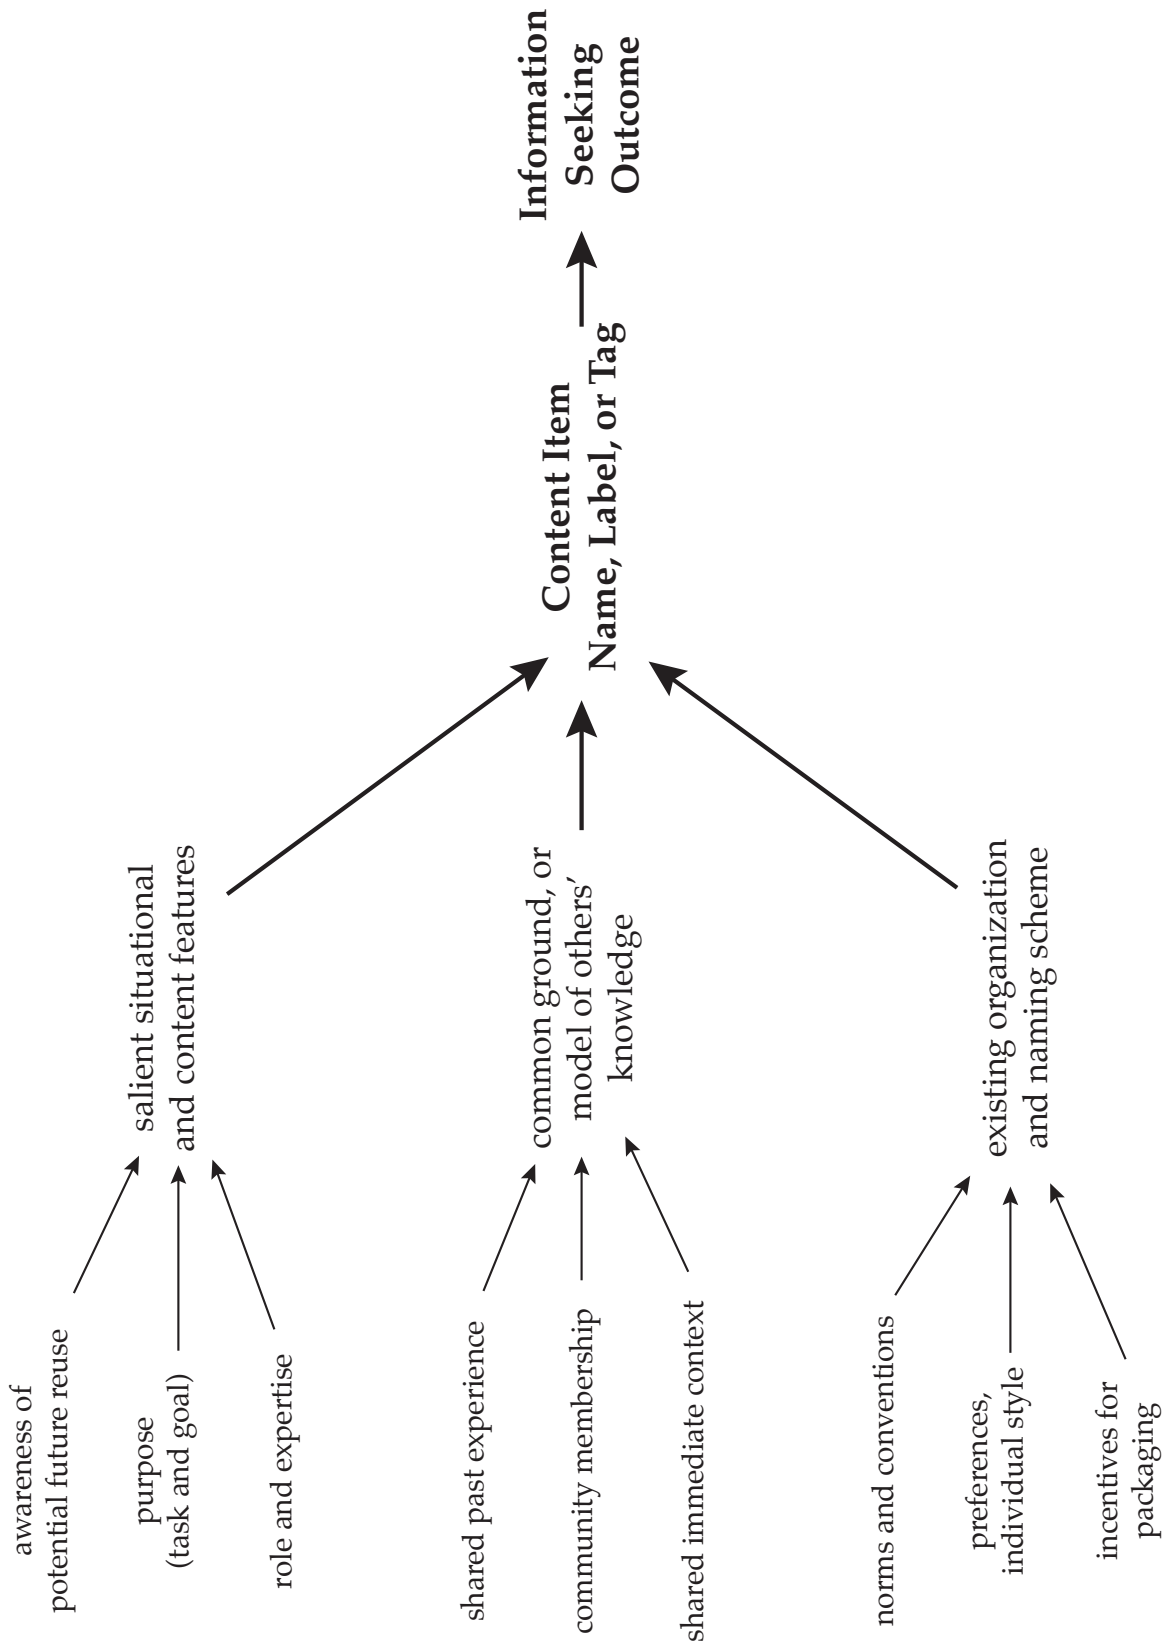 awareness of
potential future reuse
purpose
(task and goal)
role and expertise
salient situational
and content features
shared past experience
community membership
shared immediate context
common ground, or
model of others’
knowledge
norms and conventions
preferences,
individual style
incentives for
packaging
existing organization
and naming scheme
Content Item
Name, Label, or Tag
Information
Seeking
Outcome